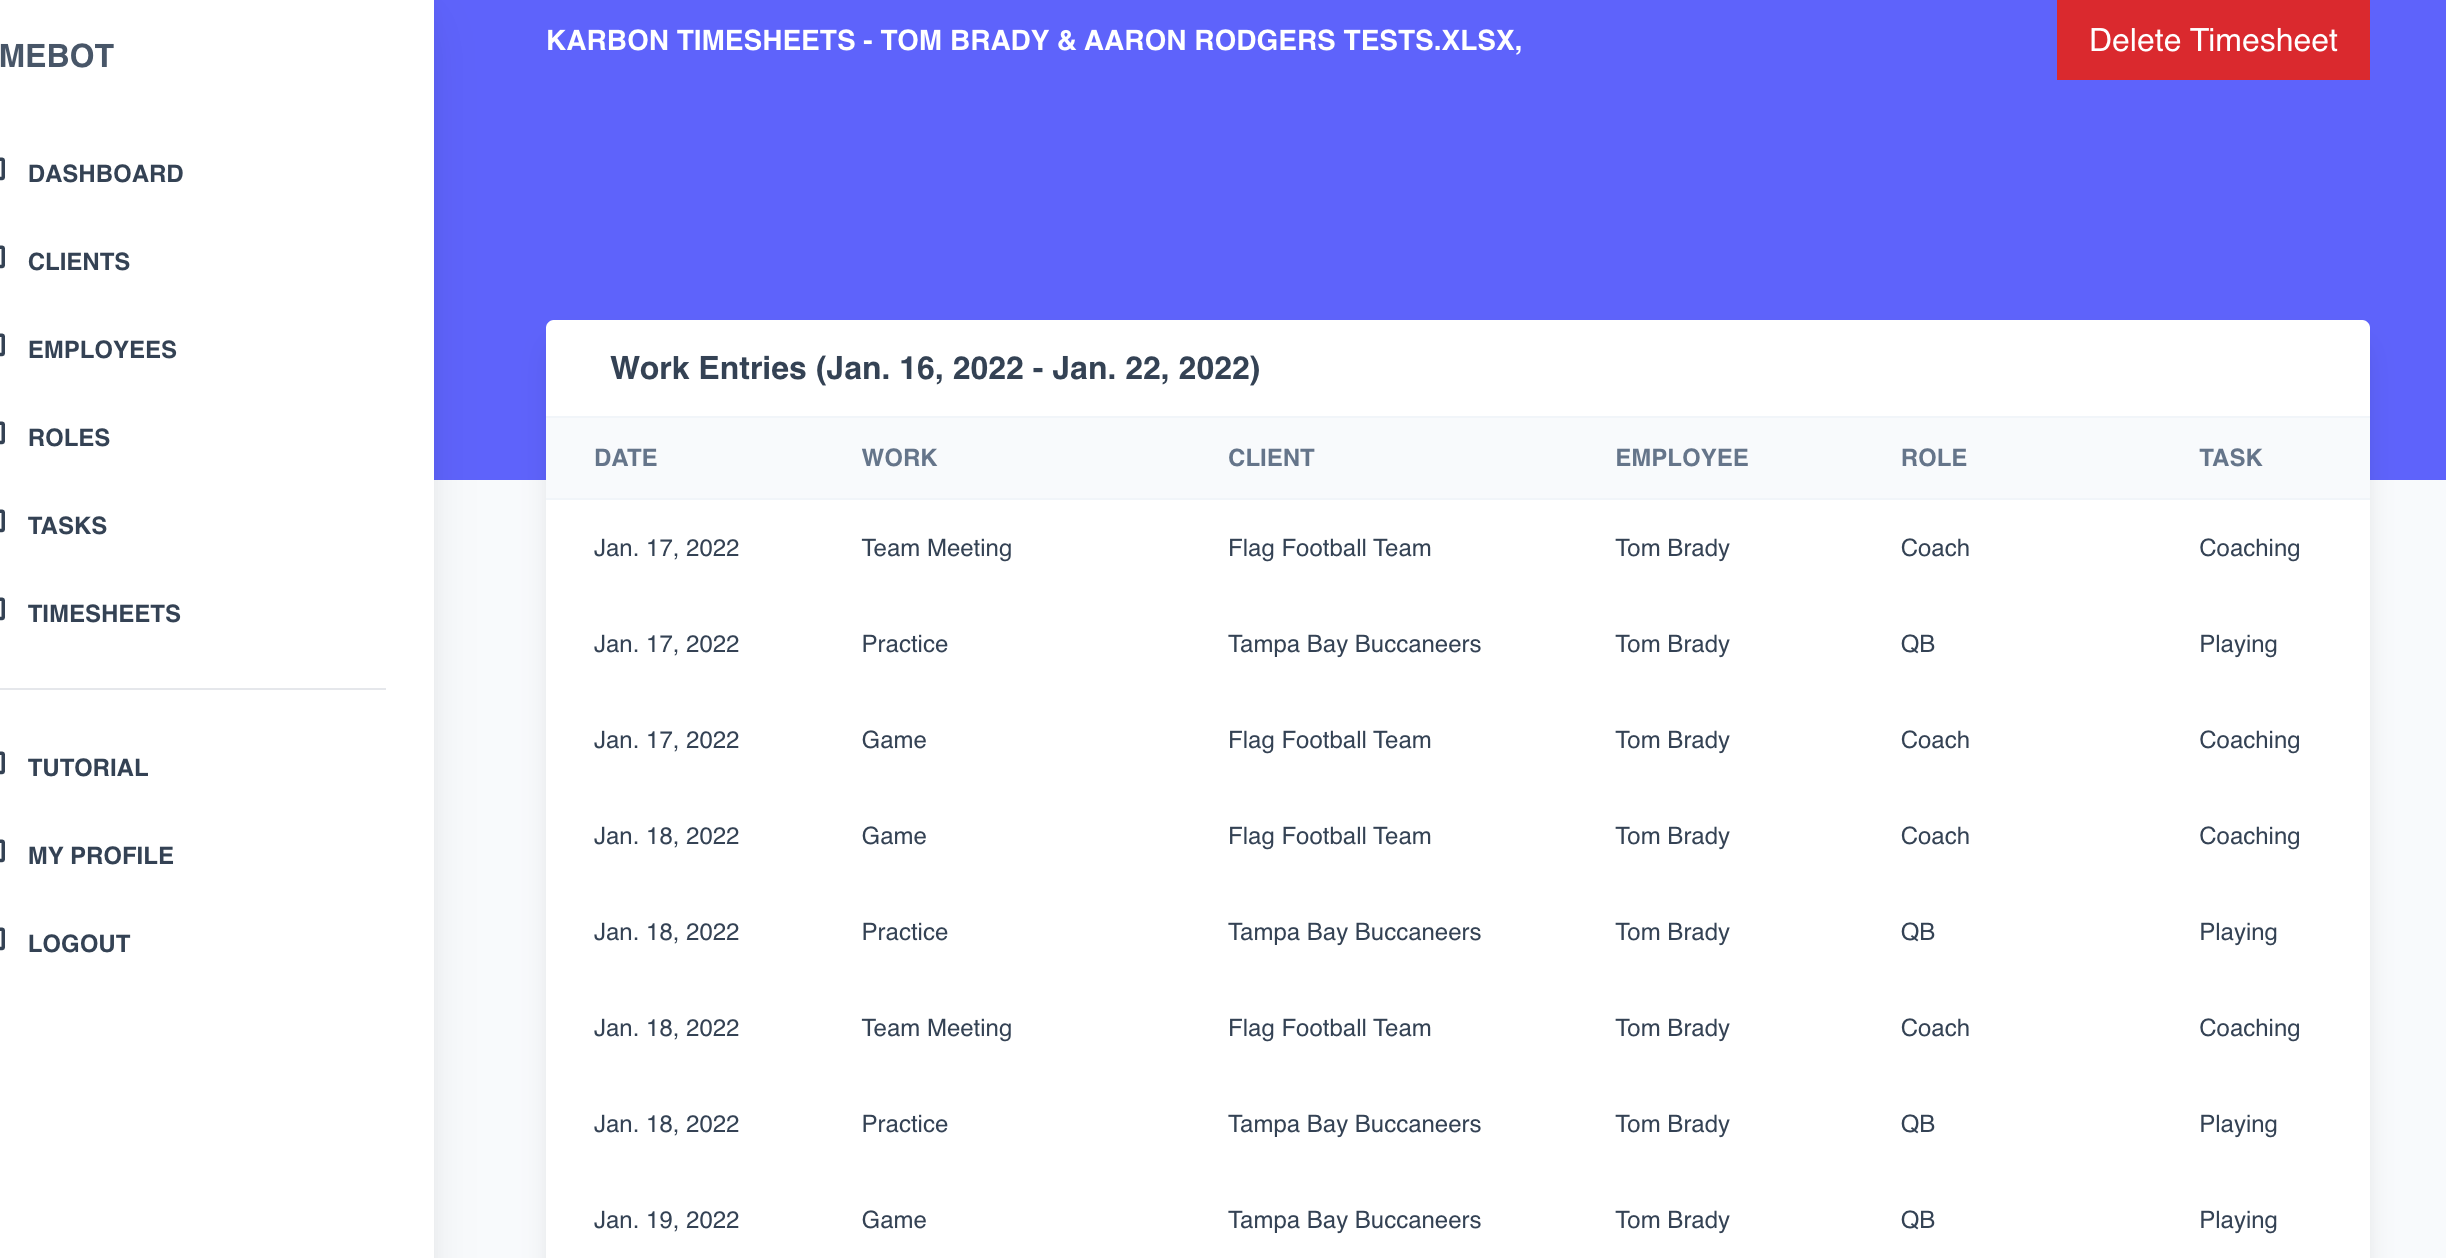 MEBOT
DASHBOARD
CLIENTS
EMPLOYEES
ROLES
TASKS
TIMESHEETS
TUTORIAL
MY PROFILE
LOGOUT
KARBON TIMESHEETS - TOM BRADY & AARON RODGERS TESTS.XLSX,
Delete Timesheet
Work Entries (Jan. 16, 2022 - Jan. 22, 2022)
DATE WORK CLIENT EMPLOYEE ROLE TASK
Jan. 17, 2022 Team Meeting Flag Football Team Tom Brady Coach Coaching
Jan. 17, 2022 Practice Tampa Bay Buccaneers Tom Brady QB Playing
Jan. 17, 2022 Game Flag Football Team Tom Brady Coach Coaching
Jan. 18, 2022 Game Flag Football Team Tom Brady Coach Coaching
Jan. 18, 2022 Practice Tampa Bay Buccaneers Tom Brady QB Playing
Jan. 18, 2022 Team Meeting Flag Football Team Tom Brady Coach Coaching
Jan. 18, 2022 Practice Tampa Bay Buccaneers Tom Brady QB Playing
Jan. 19, 2022 Game Tampa Bay Buccaneers Tom Brady QB Playing